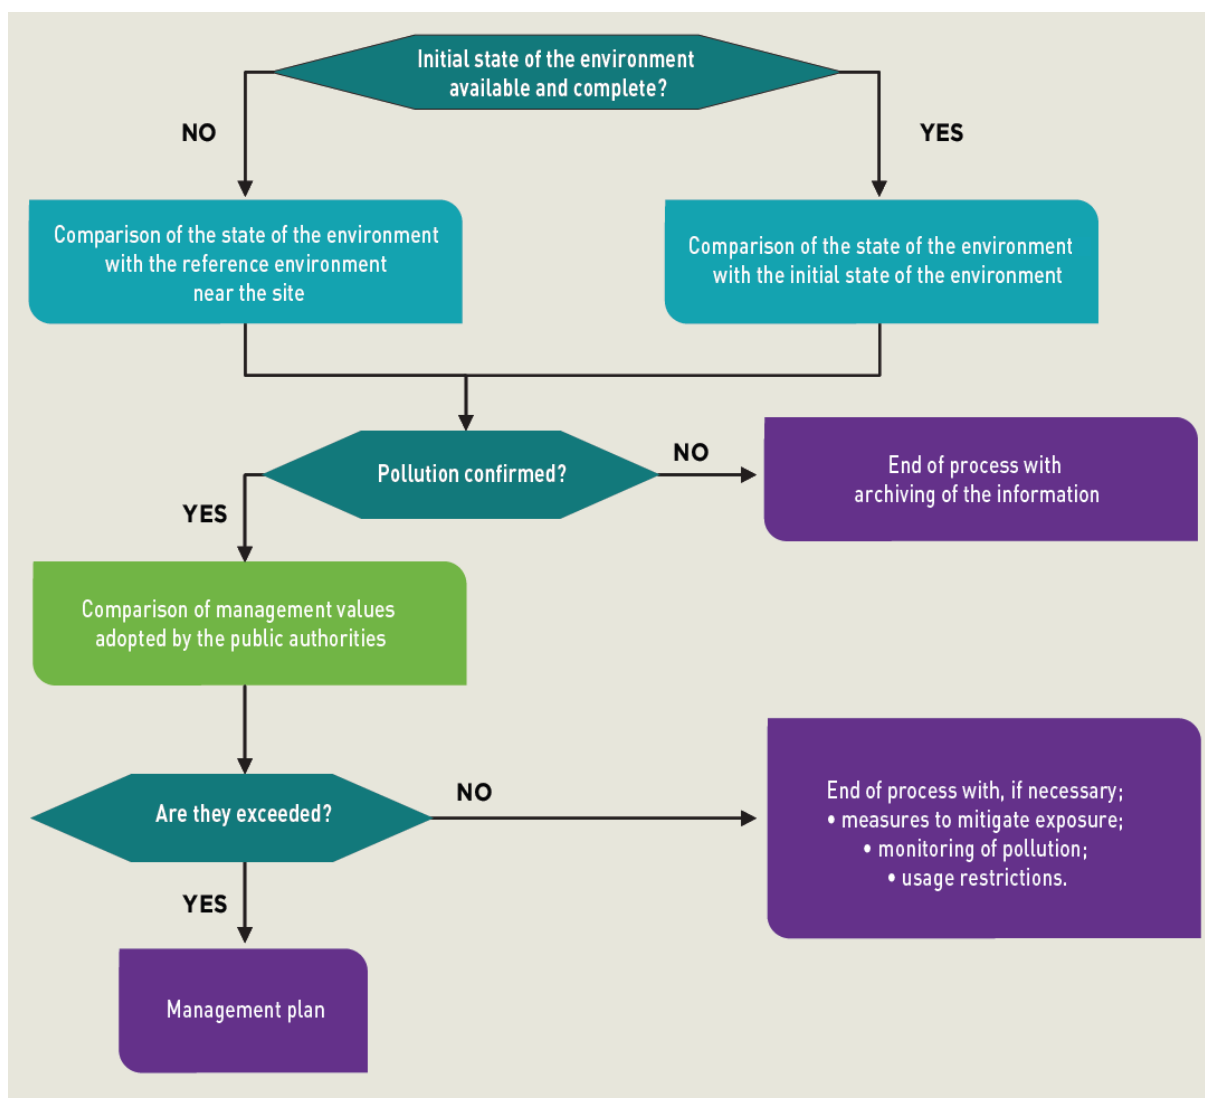 Initial state of the environment
available and complete?
NO
YES
Comparison of the state of the environment
with the reference environment
near the site
Comparison of the state of the environment
with the initial state of the environment
Pollution confirmed?
NO
End of process with
archiving of the information
YES
Comparison of management values
adopted by the public authorities
Are they exceeded?
NO
End of process with, if necessary;
• measures to mitigate exposure;
• monitoring of pollution;
• usage restrictions.
YES
Management plan